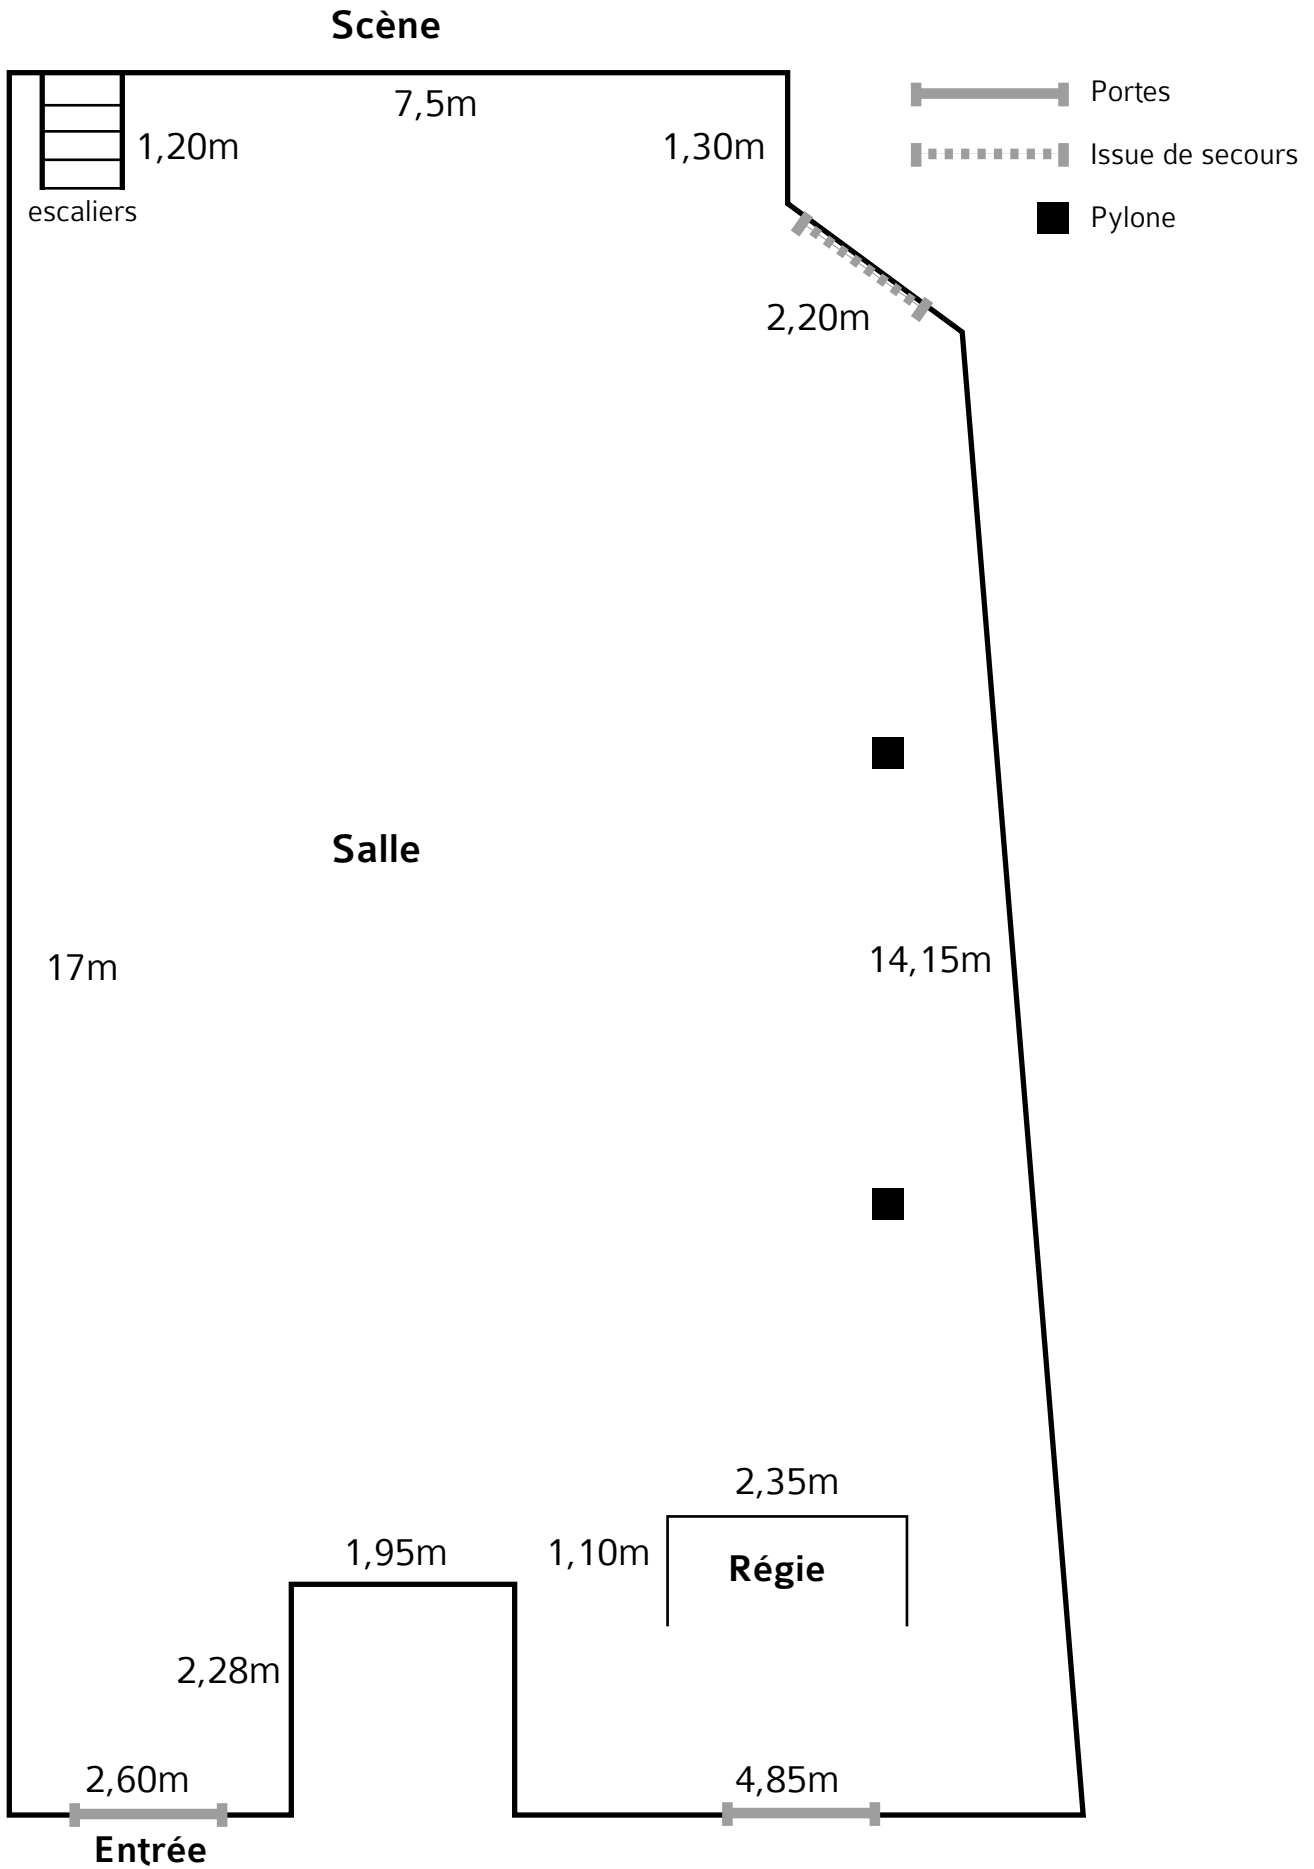 Scène
7,5m
Portes
1,20m
1,30m
Issue de secours
escaliers
Pylone
2,20m
Salle
17m
14,15m
2,35m
1,95m
1,10m
Régie
2,28m
2,60m
4,85m
Entrée